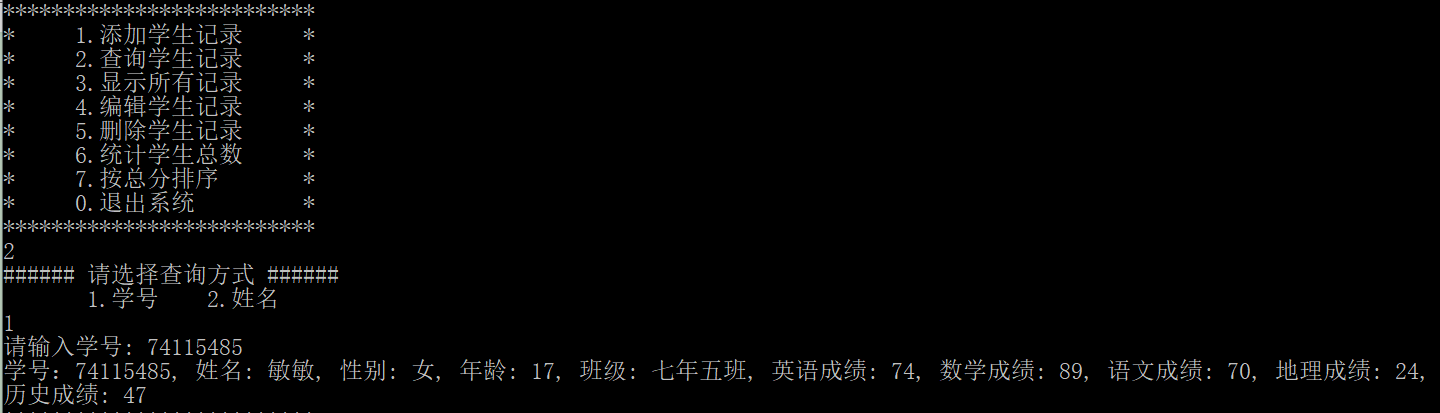 **************************
*     1.添加学生记录     *
*     2.查询学生记录     *
*     3.显示所有记录     *
*     4.编辑学生记录     *
*     5.删除学生记录     *
*     6.统计学生总数     *
*     7.按总分排序       *
*     0.退出系统         *
**************************
2
###### 请选择查询方式 ######
       1.学号    2.姓名
1
请输入学号: 74115485
学号: 74115485, 姓名: 敏敏, 性别: 女, 年龄: 17, 班级: 七年五班, 英语成绩: 74, 数学成绩: 89, 语文成绩: 70, 地理成绩: 24,
历史成绩: 47